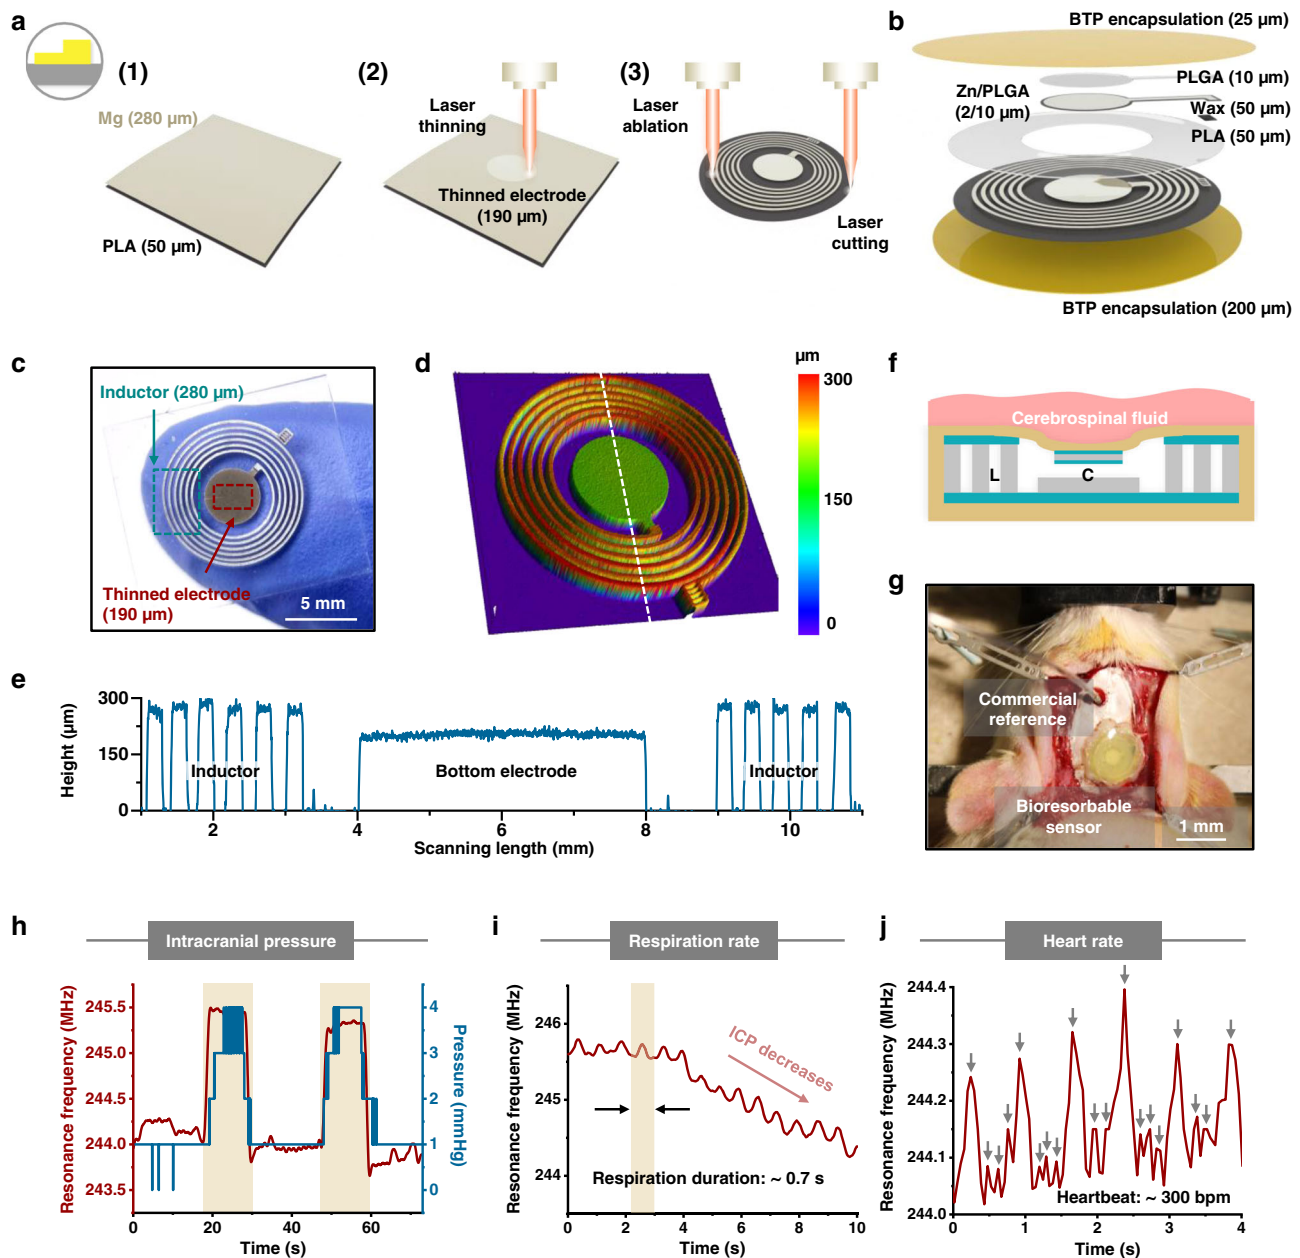 a
(1)
(2)
(3)
Mg (280 µm)
PLA (50 µm)
Laser
thinning
Thinned electrode
(190 µm)
Laser
ablation
Laser
cutting
b
BTP encapsulation (25 µm)
PLGA (10 µm)
Zn/PLGA
(2/10 µm)
Wax (50 µm)
PLA (50 µm)
BTP encapsulation (200 µm)
c
Inductor (280 µm)
Thinned electrode
(190 µm)
5 mm
d
µm
300
150
0
e
Height (µm)
300
150
0
Inductor
Bottom electrode
Inductor
2
4
6
8
10
Scanning length (mm)
f
Cerebrospinal fluid
L
C
g
Commercial
reference
Bioresorbable
sensor
1 mm
h
Intracranial pressure
Resonance frequency (MHz)
245.5
245.0
244.5
244.0
243.5
4
3
2
1
0
Pressure (mmHg)
0
20
40
60
Time (s)
i
Respiration rate
Resonance frequency (MHz)
246
245
244
ICP decreases
Respiration duration: ~ 0.7 s
0
2
4
6
8
10
Time (s)
j
Heart rate
Resonance frequency (MHz)
244.4
244.3
244.2
244.1
244.0
Heartbeat: ~ 300 bpm
0
1
2
3
4
Time (s)